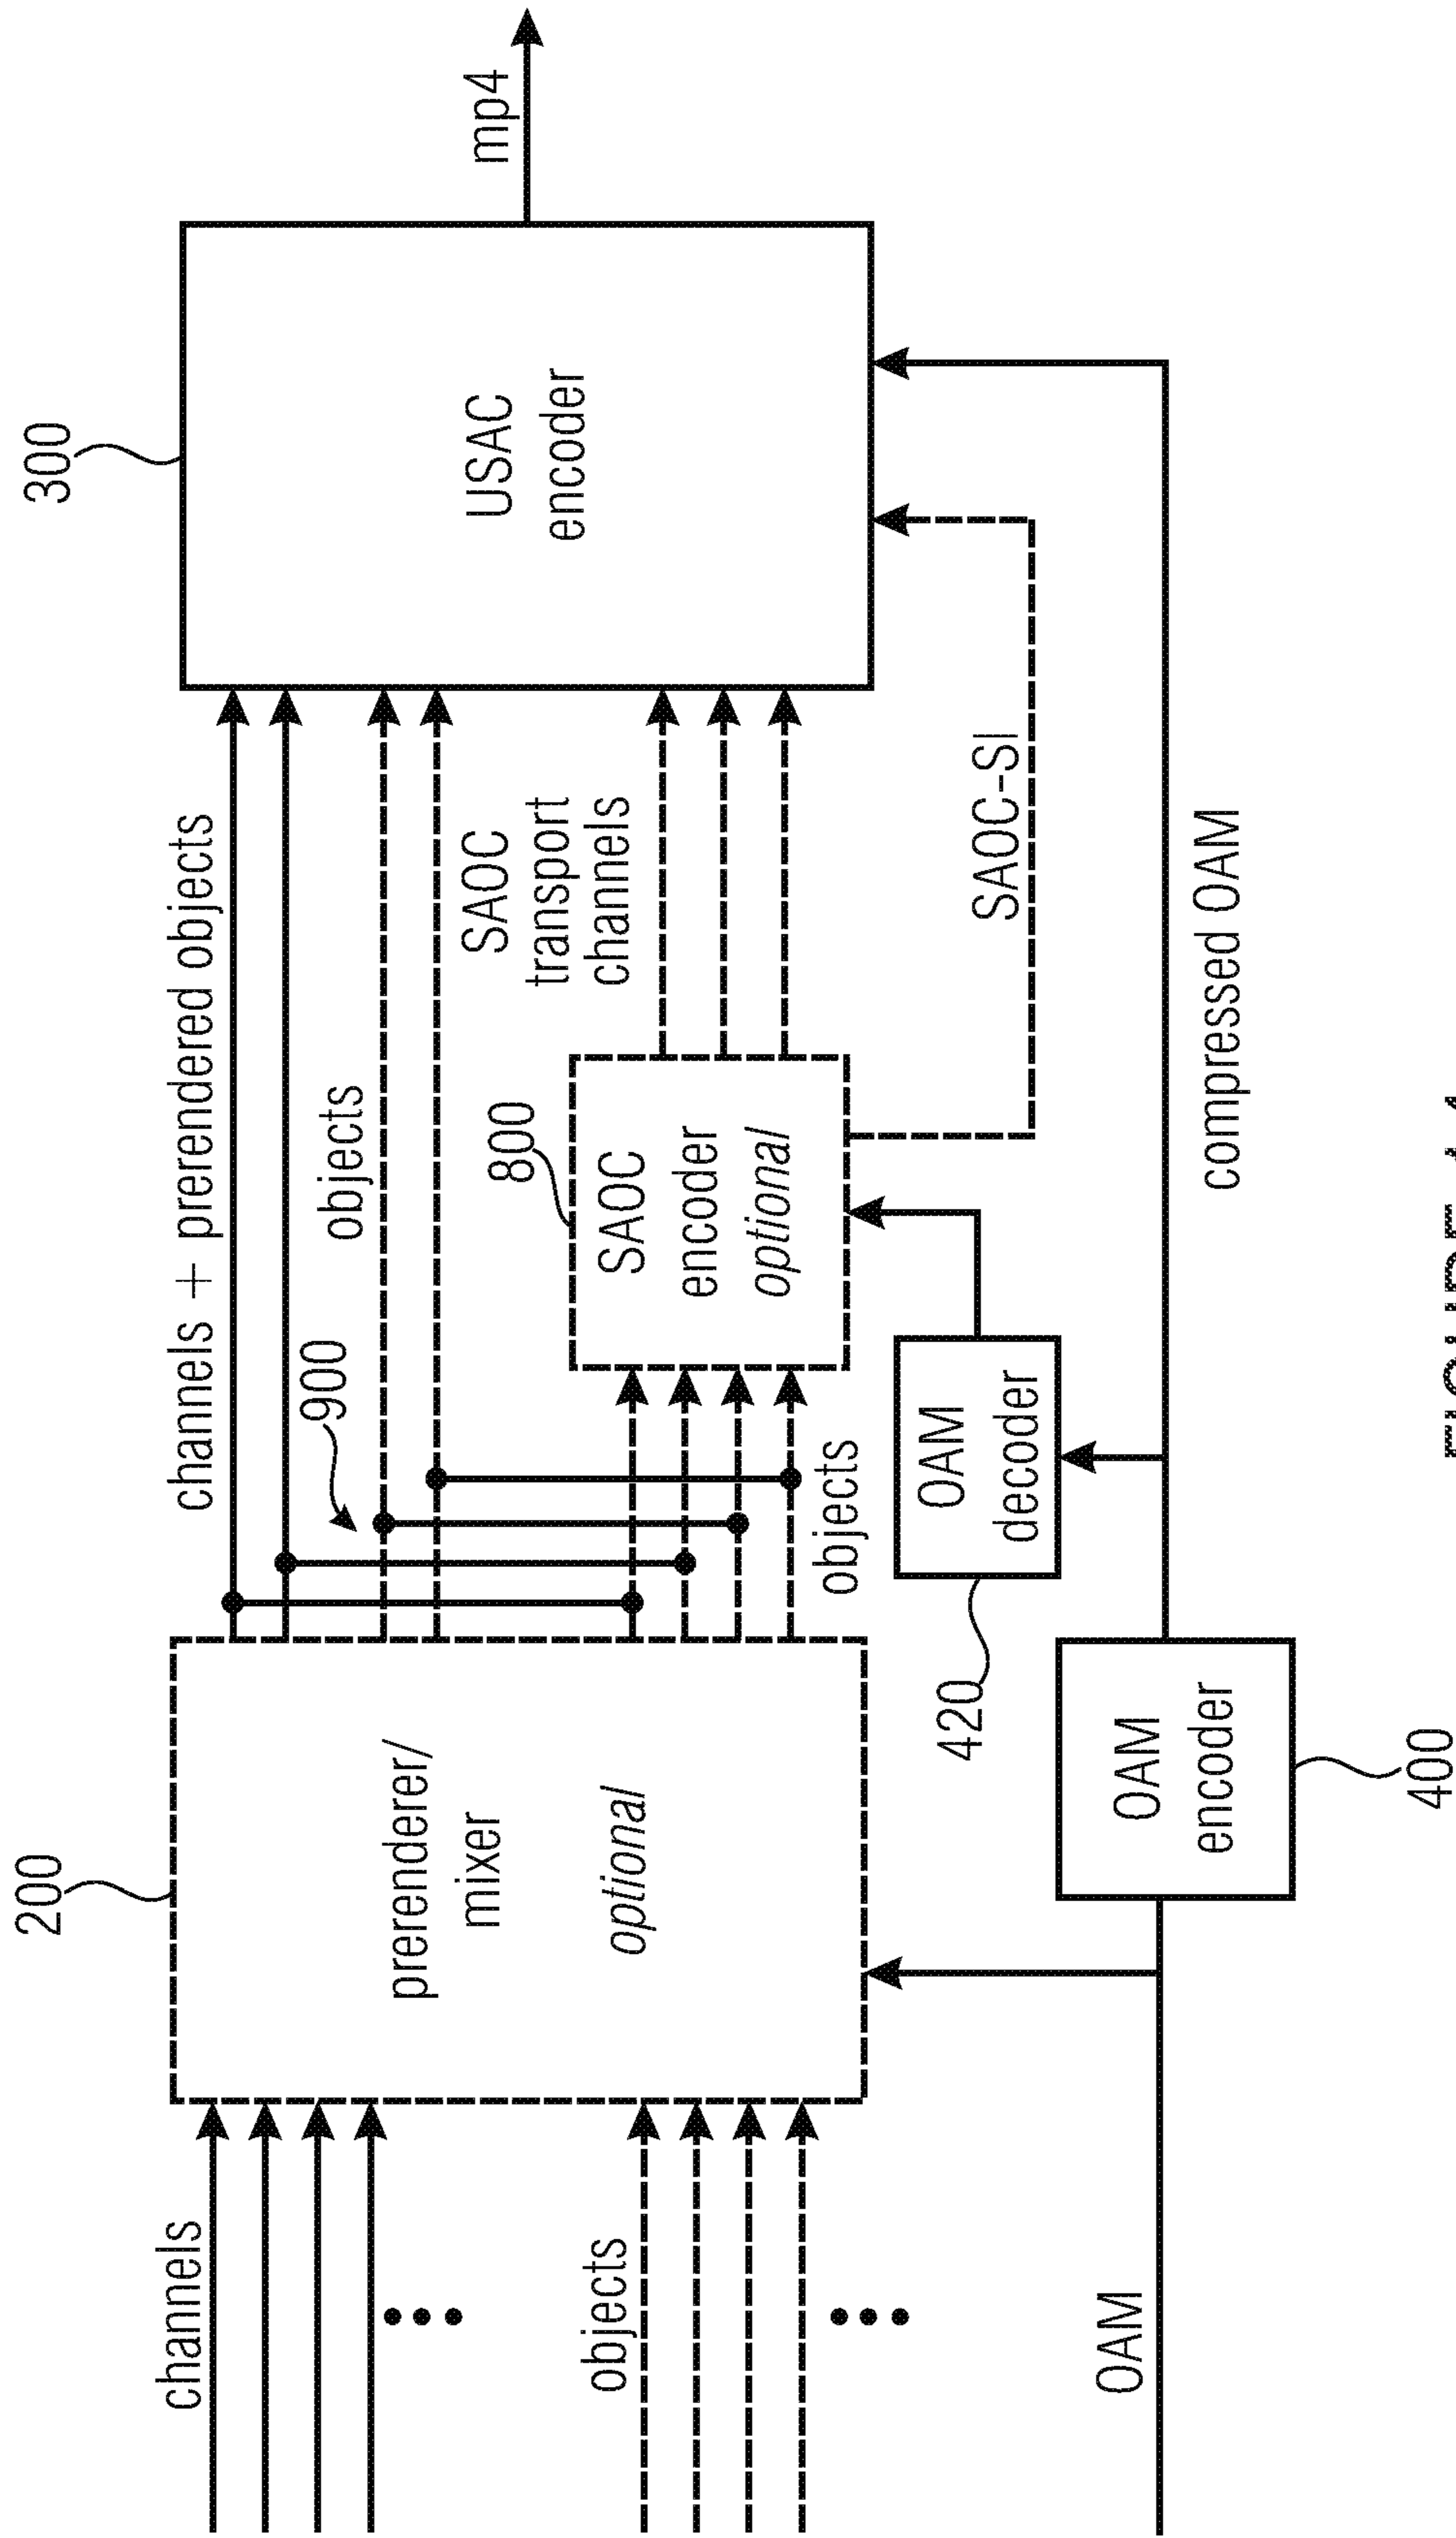 200
300
channels + prerendered objects
channels
900
objects
prerenderer/
mixer
optional
800
SAOC
transport
channels
USAC
encoder
mp4
objects
SAOC
encoder
optional
objects
420
OAM
decoder
SAOC-SI
OAM
OAM
encoder
compressed OAM
400